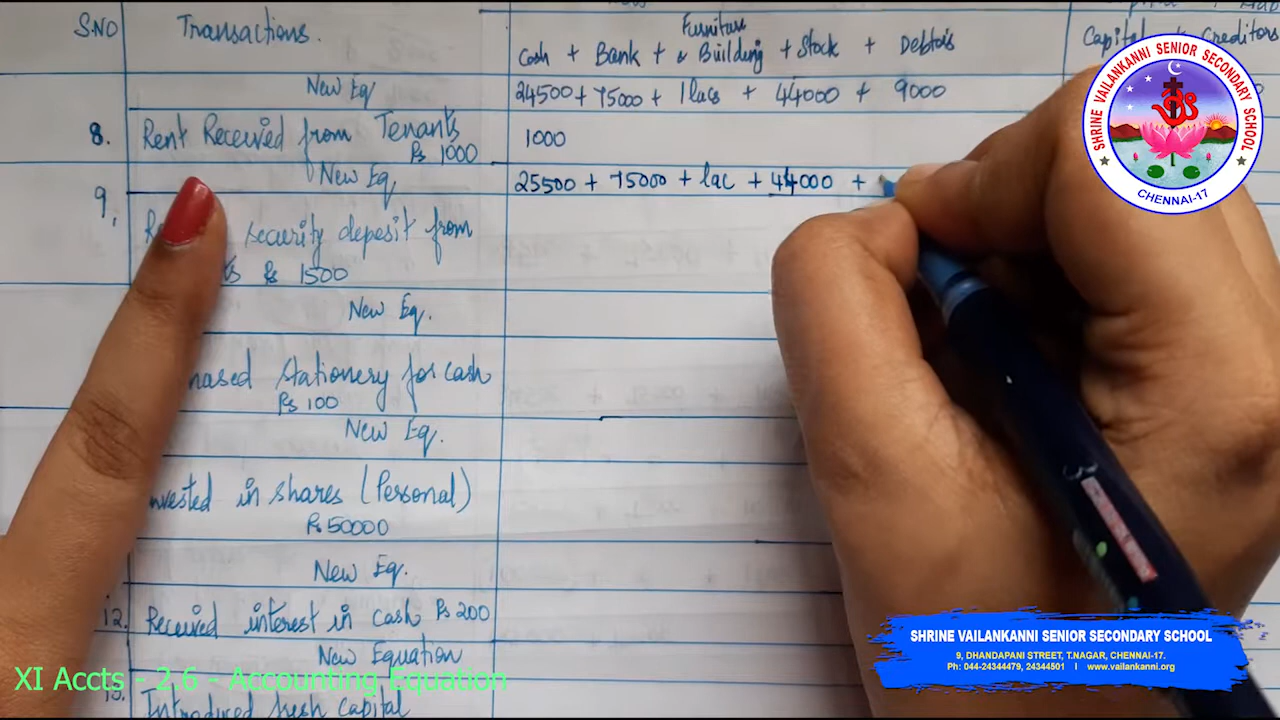 S.NO Transactions.
Furniture
Cash + Bank + & Building + Stock + Debtors
Capital + Creditors
New Eq 24500 + 75000 + 1 lacs + 44000 + 9000
8. Rent Received from Tenants
Rs 1000 1000
New Eq 25500 + 75000 + 1 lac + 44000 +
9.
security deposit from
Rs 1500
New Eq.
stationery for cash
Rs 100
New Eq.
in shares (Personal)
Rs 50000
New Eq.
12. Received interest in cash Rs 200
New Equation
Introduced fresh capital
XI Accts - 2.6 - Accounting Equation
SHRINE VAILANKANNI SENIOR SECONDARY SCHOOL
CHENNAI-17
SHRINE VAILANKANNI SENIOR SECONDARY SCHOOL
9, DHANDAPANI STREET, T.NAGAR, CHENNAI.
Ph: 044-24344479, 24344501 I www.vailankanni.org